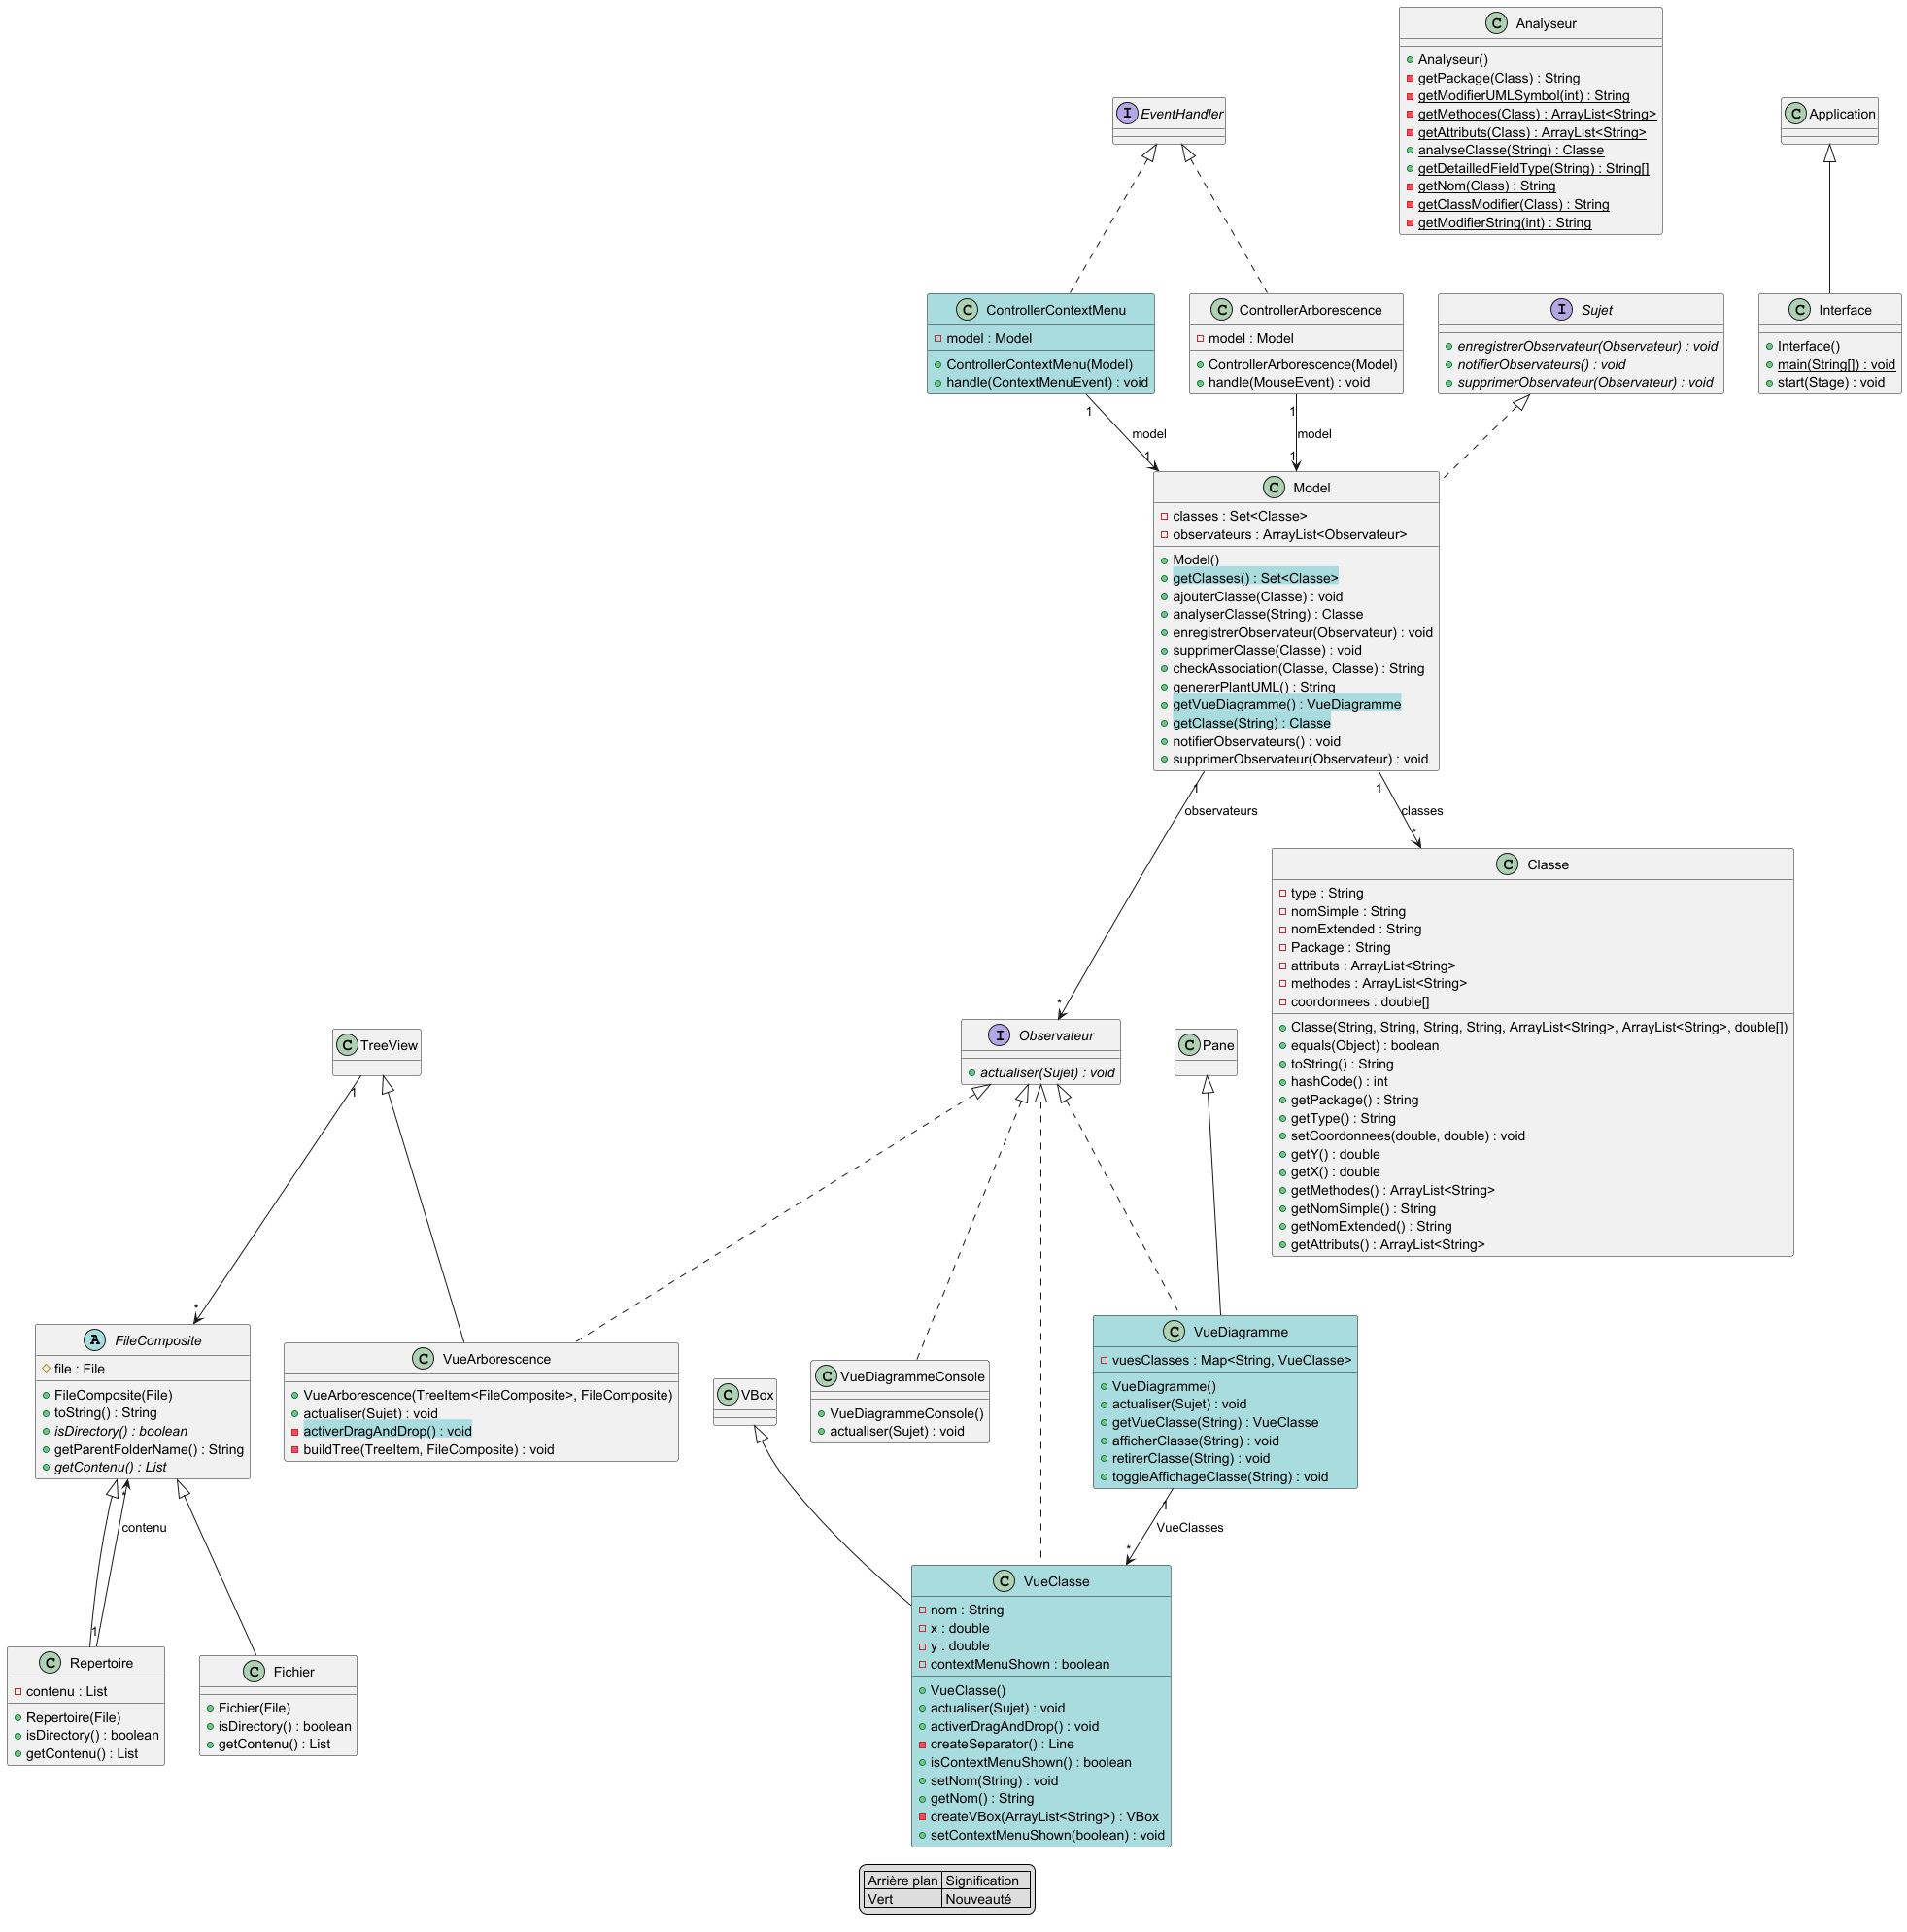 C Analyseur
Analyseur()
getPackage(Class) : String
getModifierUMLSymbol(int) : String
getMethodes(Class) : ArrayList<String>
getAttributs(Class) : ArrayList<String>
analyseClasse(String) : Classe
getDetailledFieldType(String) : String[]
getNom(Class) : String
getClassModifier(Class) : String
getModifierString(int) : String
I EventHandler
C Application
C ControllerContextMenu
model : Model
ControllerContextMenu(Model)
handle(ContextMenuEvent) : void
C ControllerArborescence
model : Model
ControllerArborescence(Model)
handle(MouseEvent) : void
I Sujet
enregistrerObservateur(Observateur) : void
notifierObservateurs() : void
supprimerObservateur(Observateur) : void
C Interface
Interface()
main(String[]) : void
start(Stage) : void
1
model
1
1
model
1
C Model
classes : Set<Classe>
observateurs : ArrayList<Observateur>
Model()
getClasses() : Set<Classe>
ajouterClasse(Classe) : void
analyserClasse(String) : Classe
enregistrerObservateur(Observateur) : void
supprimerClasse(Classe) : void
checkAssociation(Classe, Classe) : String
genererPlantUML() : String
getVueDiagramme() : VueDiagramme
getClasse(String) : Classe
notifierObservateurs() : void
supprimerObservateur(Observateur) : void
1
observateurs
*
1
classes
*
C Classe
type : String
nomSimple : String
nomExtended : String
Package : String
attributs : ArrayList<String>
methodes : ArrayList<String>
coordonnees : double[]
Classe(String, String, String, String, ArrayList<String>, ArrayList<String>, double[])
equals(Object) : boolean
toString() : String
hashCode() : int
getPackage() : String
getType() : String
setCoordonnees(double, double) : void
getY() : double
getX() : double
getMethodes() : ArrayList<String>
getNomSimple() : String
getNomExtended() : String
getAttributs() : ArrayList<String>
C TreeView
I Observateur
actualiser(Sujet) : void
C Pane
1
*
A FileComposite
file : File
FileComposite(File)
toString() : String
isDirectory() : boolean
getParentFolderName() : String
getContenu() : List
C VueArborescence
VueArborescence(TreeItem<FileComposite>, FileComposite)
actualiser(Sujet) : void
activerDragAndDrop() : void
buildTree(TreeItem, FileComposite) : void
C VBox
C VueDiagrammeConsole
VueDiagrammeConsole()
actualiser(Sujet) : void
C VueDiagramme
vuesClasses : Map<String, VueClasse>
VueDiagramme()
actualiser(Sujet) : void
getVueClasse(String) : VueClasse
afficherClasse(String) : void
retirerClasse(String) : void
toggleAffichageClasse(String) : void
*
contenu
1
1
VueClasses
*
C Repertoire
contenu : List
Repertoire(File)
isDirectory() : boolean
getContenu() : List
C Fichier
Fichier(File)
isDirectory() : boolean
getContenu() : List
C VueClasse
nom : String
x : double
y : double
contextMenuShown : boolean
VueClasse()
actualiser(Sujet) : void
activerDragAndDrop() : void
createSeparator() : Line
isContextMenuShown() : boolean
setNom(String) : void
getNom() : String
createVBox(ArrayList<String>) : VBox
setContextMenuShown(boolean) : void
Arrière plan Signification
Vert Nouveauté